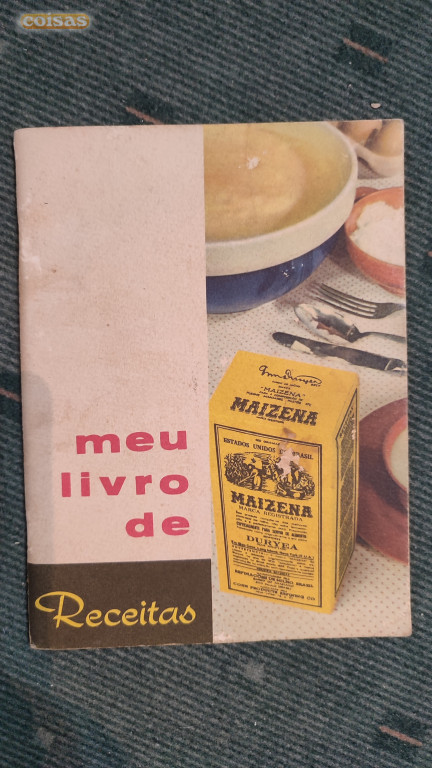 coisas
meu
livro
de
Receitas
"MAIZENA"
MAIZENA
ESTADOS UNIDOS DO BRASIL
MAIZENA
MARCA REGISTRADA
DURYEA